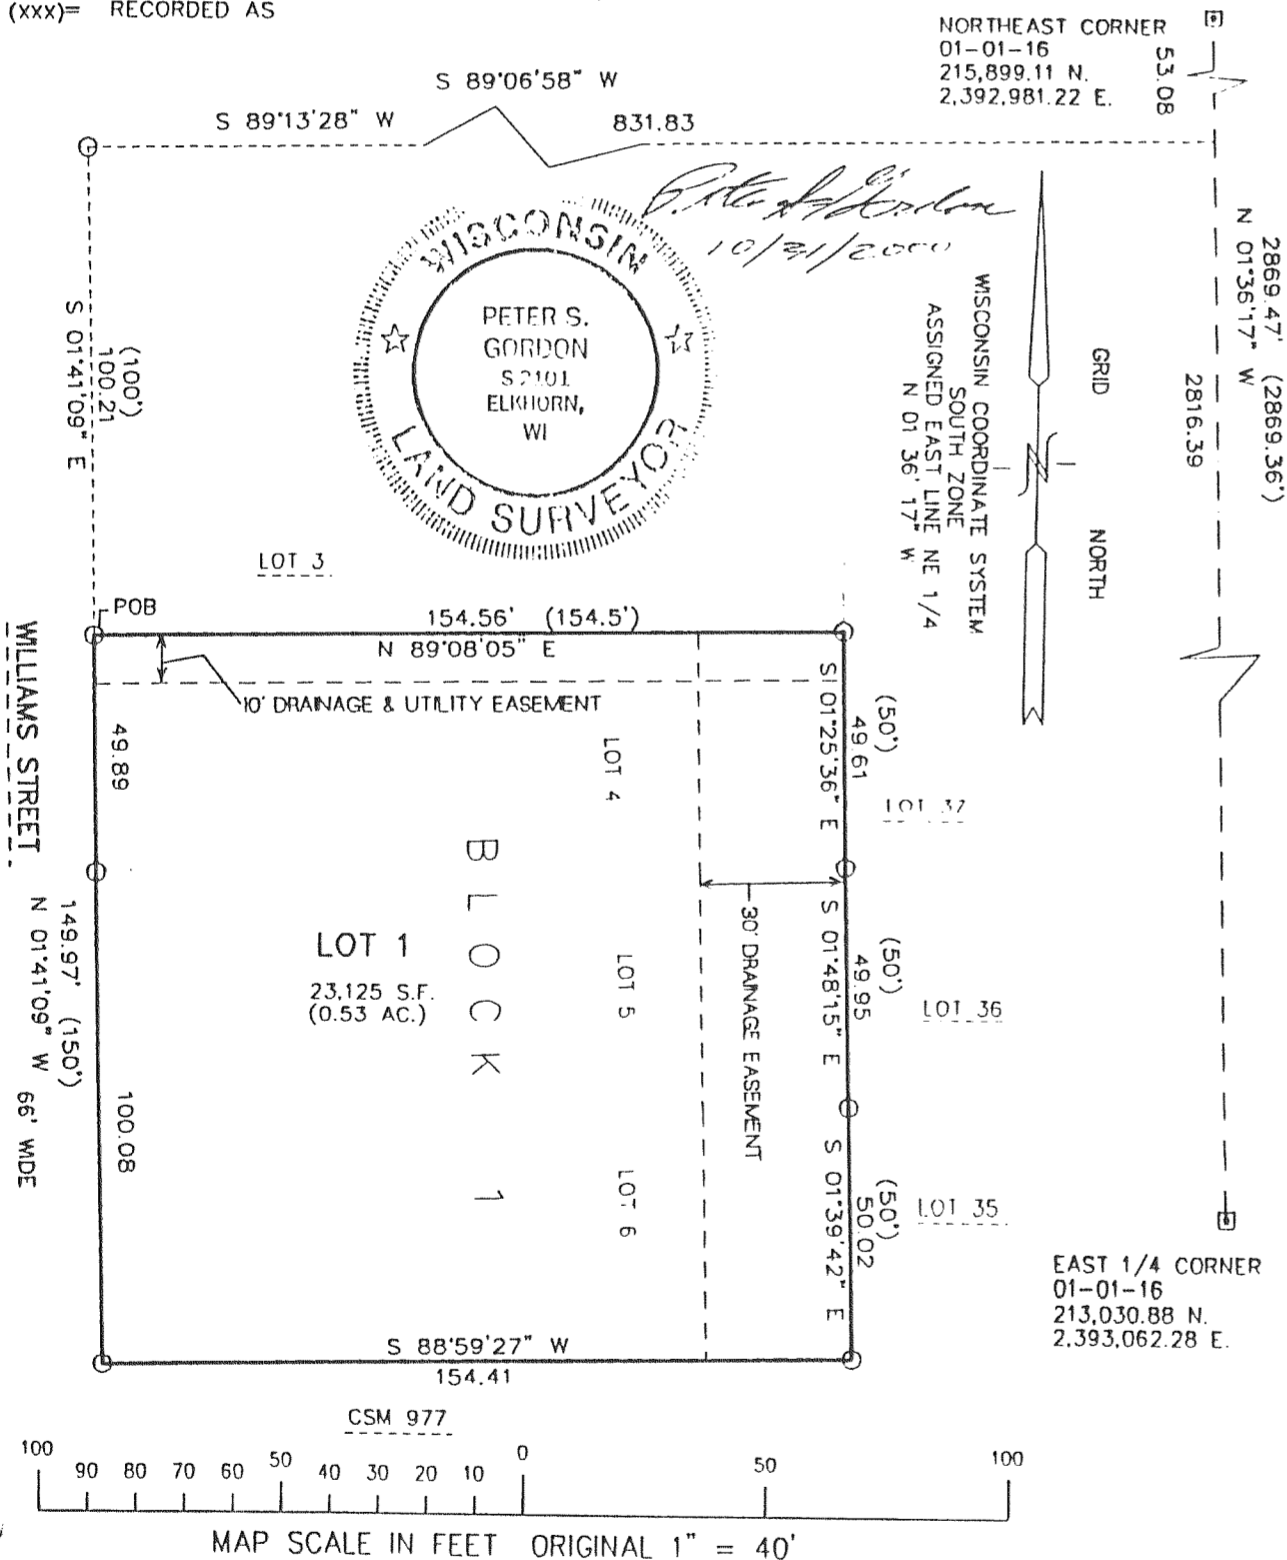 (XXX)= RECORDED AS
NORTHEAST CORNER
01-01-16
215,899.11 N.
2,392,981.22 E.
53.08
S 89°06'58" W
S 89°13'28" W
831.83
10/31/2000
WISCONSIN
PETER S.
GORDON
S 2101
ELKHORN,
WI
LAND SURVEYOR
2869.47' (2869.36')
N 01°36'17" W
2816.39
GRID
NORTH
WISCONSIN COORDINATE SYSTEM
SOUTH ZONE
ASSIGNED EAST LINE NE 1/4
N 01 36' 17" W
(100')
100.21
S 01°41'09" E
LOT 3
POB
154.56' (154.5')
N 89°08'05" E
10' DRAINAGE & UTILITY EASEMENT
WILLIAMS STREET
49.89
149.97' (150')
N 01°41'09" W 66' WIDE
100.08
LOT 4
LOT 5
LOT 6
BLOCK 1
LOT 1
23,125 S.F.
(0.53 AC.)
30' DRAINAGE EASEMENT
(50')
49.61
S 01°25'36" E
LOT 37
(50')
49.95
S 01°48'15" E
LOT 36
(50')
50.02
S 01°39'42" E
LOT 35
EAST 1/4 CORNER
01-01-16
213,030.88 N.
2,393,062.28 E.
S 88°59'27" W
154.41
CSM 977
100 90 80 70 60 50 40 30 20 10 0 50 100
MAP SCALE IN FEET ORIGINAL 1" = 40'